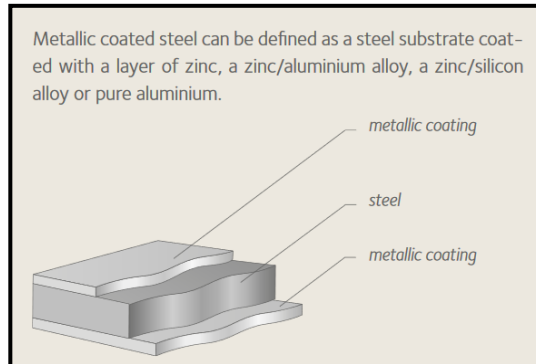 Metallic coated steel can be defined as a steel substrate coat-
ed with a layer of zinc, a zinc/aluminium alloy, a zinc/silicon
alloy or pure aluminium.
metallic coating
steel
metallic coating